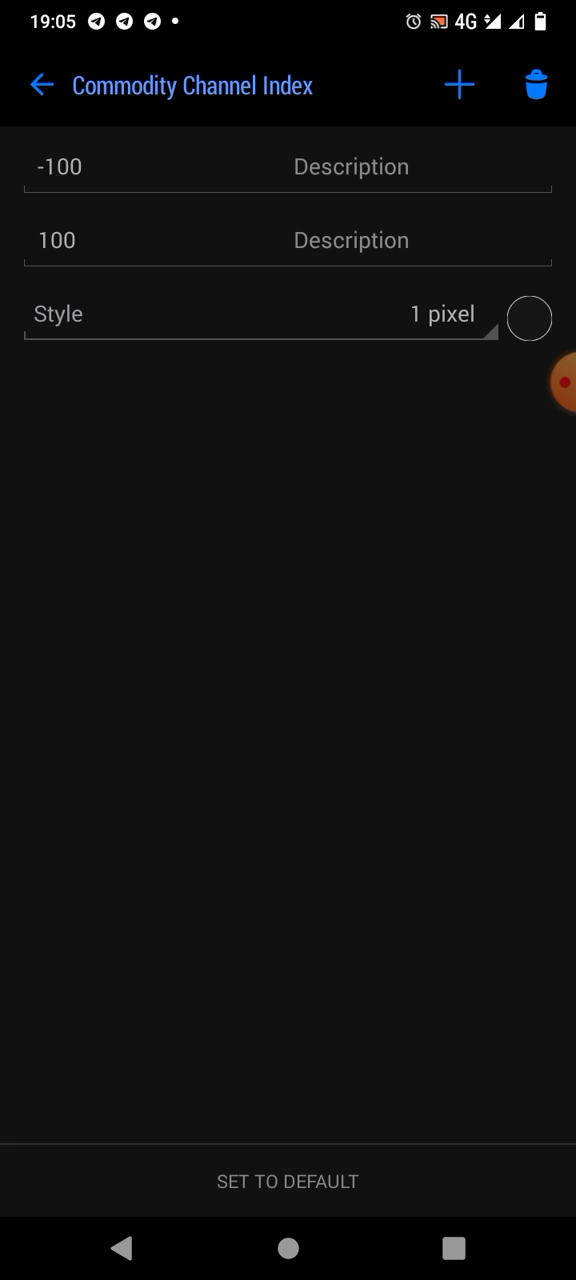 19:05 4G
Commodity Channel Index
-100 Description
100 Description
Style 1 pixel
SET TO DEFAULT